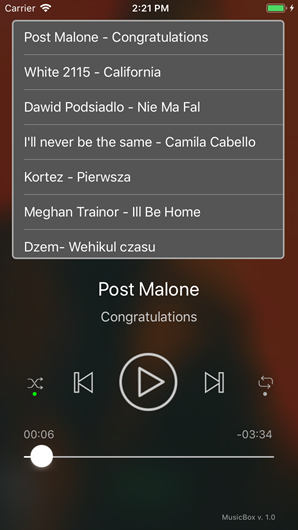 Carrier 2:21 PM
Post Malone - Congratulations
White 2115 - California
Dawid Podsiadlo - Nie Ma Fal
I'll never be the same - Camila Cabello
Kortez - Pierwsza
Meghan Trainor - Ill Be Home
Dzem- Wehikul czasu
Post Malone
Congratulations
00:06 -03:34
MusicBox v. 1.0